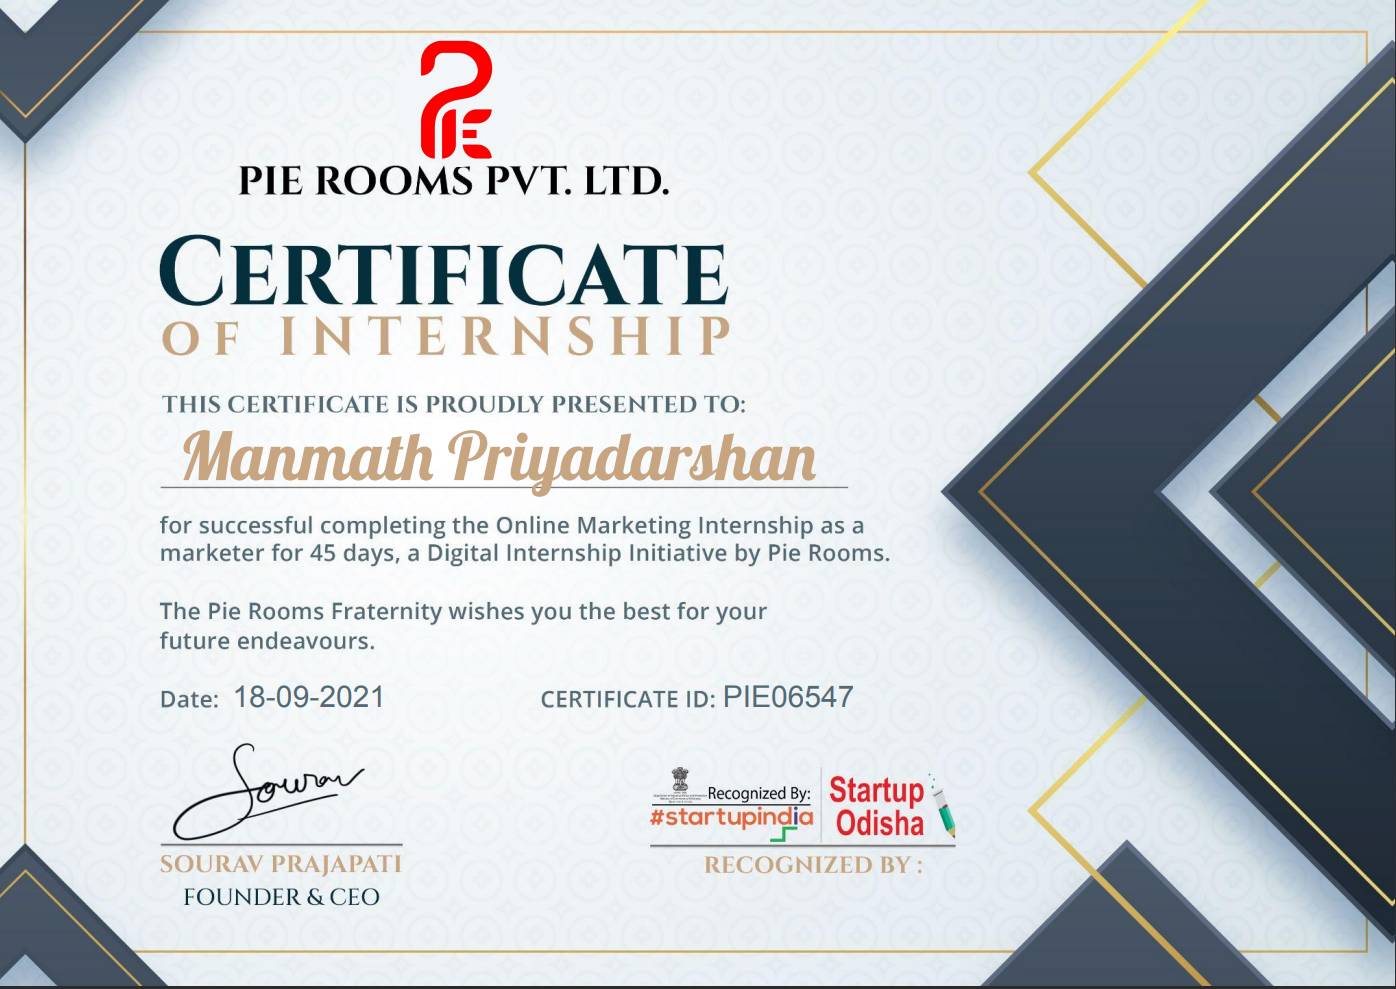 PIE
PIE ROOMS PVT. LTD.
CERTIFICATE
OF INTERNSHIP
THIS CERTIFICATE IS PROUDLY PRESENTED TO:
Manmath Priyadarshan
for successful completing the Online Marketing Internship as a
marketer for 45 days, a Digital Internship Initiative by Pie Rooms.
The Pie Rooms Fraternity wishes you the best for your
future endeavours.
Date: 18-09-2021
CERTIFICATE ID: PIE06547
Sourav
SOURAV PRAJAPATI
FOUNDER & CEO
Recognized By:
#startupindia
Startup
Odisha
RECOGNIZED BY :